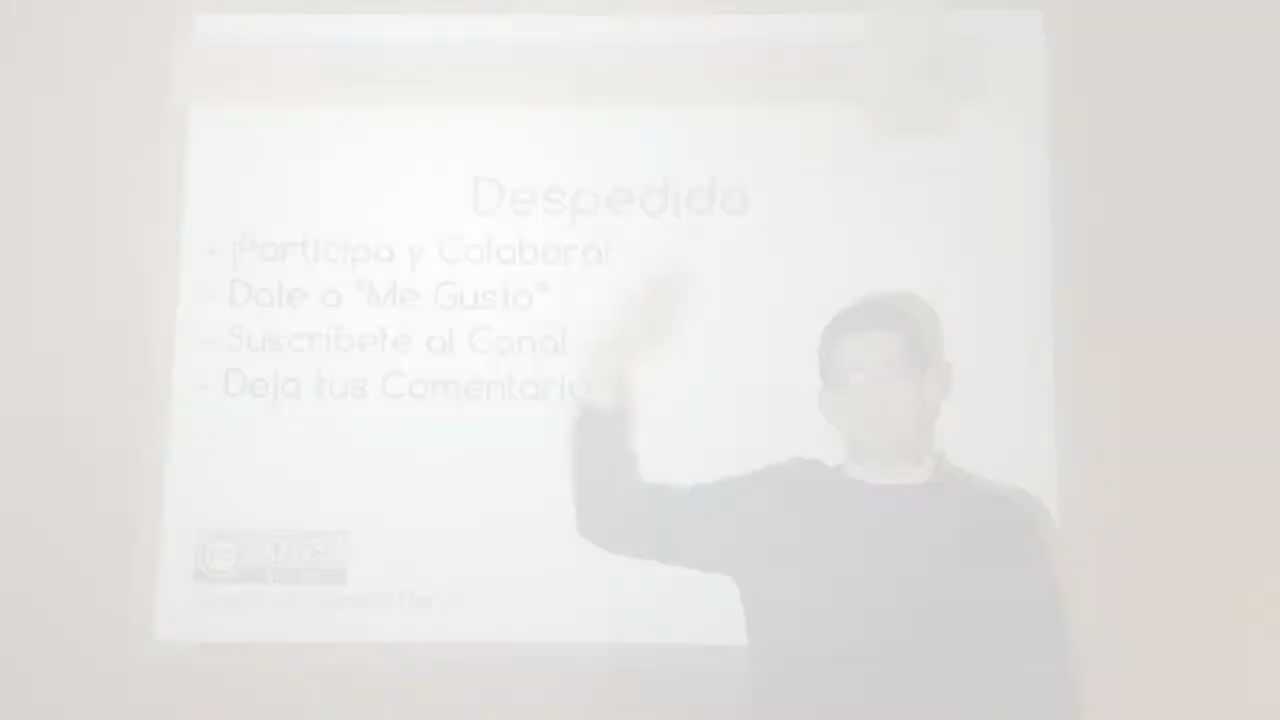 Despedida
- ¡Participa y Colabora!
- Dale a "Me Gusta"
- Suscríbete al Canal
- Deja tus Comentario